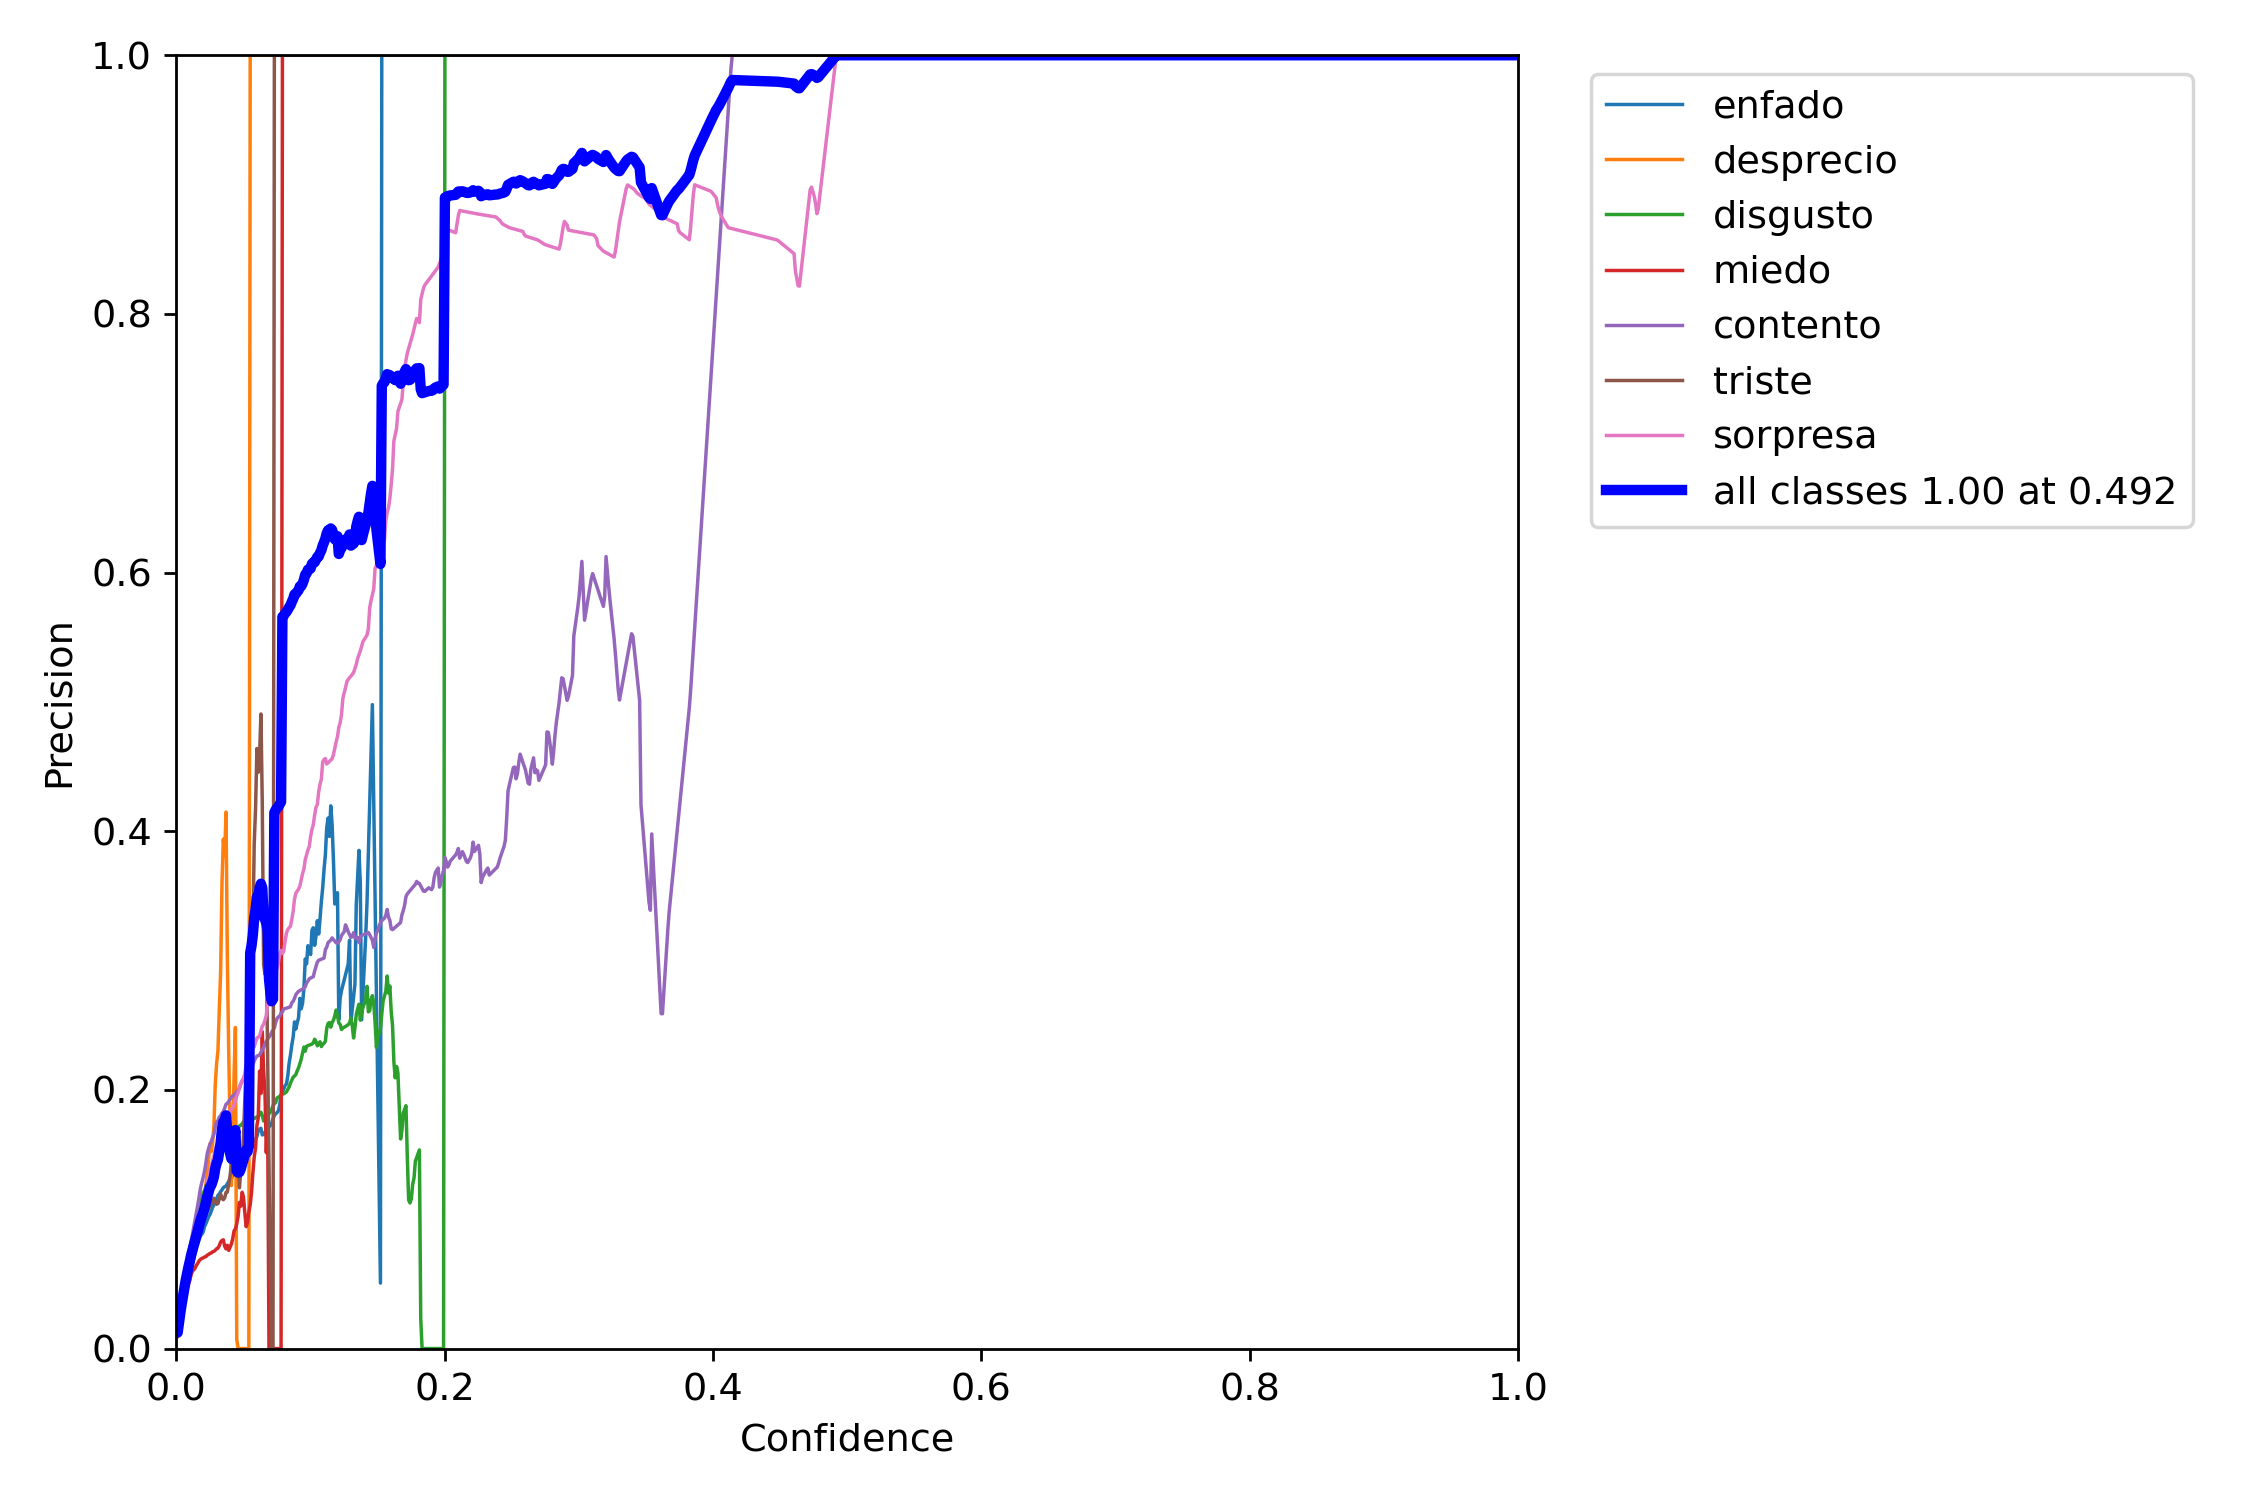 1.0
0.8
0.6
0.4
0.2
0.0
Precision
0.0 0.2 0.4 0.6 0.8 1.0
Confidence
enfado
desprecio
disgusto
miedo
contento
triste
sorpresa
all classes 1.00 at 0.492